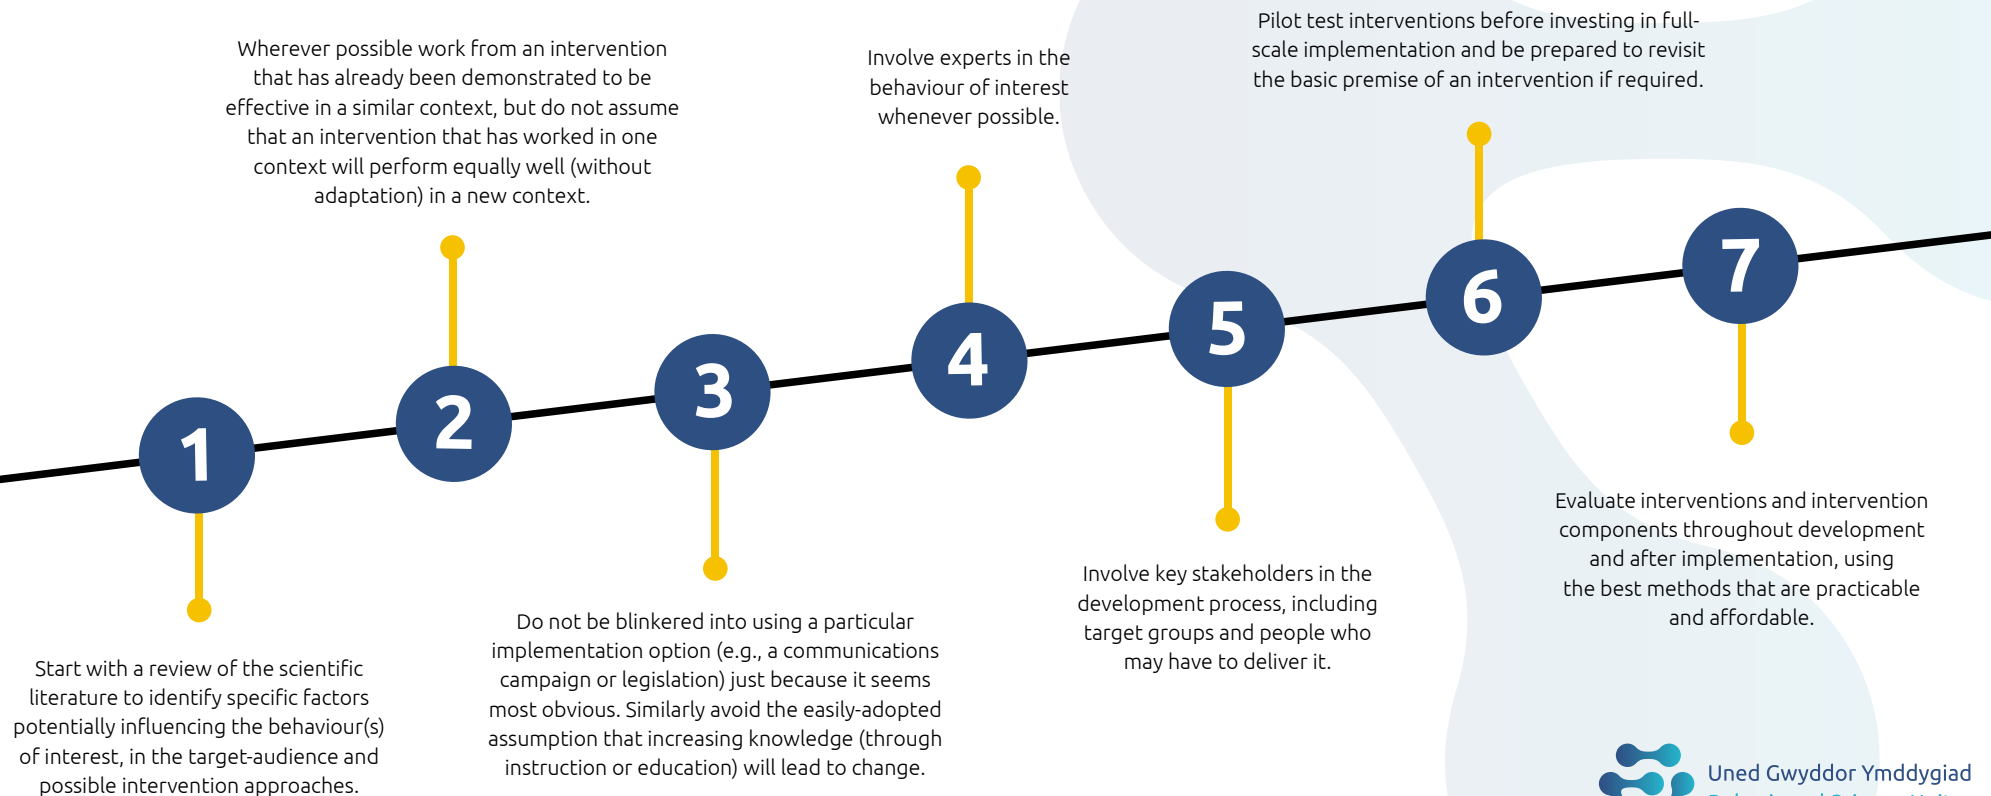 1
Start with a review of the scientific
literature to identify specific factors
potentially influencing the behaviour(s)
of interest, in the target-audience and
possible intervention approaches.
Wherever possible work from an intervention
that has already been demonstrated to be
effective in a similar context, but do not assume
that an intervention that has worked in one
context will perform equally well (without
adaptation) in a new context.
2
3
Do not be blinkered into using a particular
implementation option (e.g., a communications
campaign or legislation) just because it seems
most obvious. Similarly avoid the easily-adopted
assumption that increasing knowledge (through
instruction or education) will lead to change.
Involve experts in the
behaviour of interest
whenever possible.
4
5
Involve key stakeholders in the
development process, including
target groups and people who
may have to deliver it.
Pilot test interventions before investing in full-
scale implementation and be prepared to revisit
the basic premise of an intervention if required.
6
7
Evaluate interventions and intervention
components throughout development
and after implementation, using
the best methods that are practicable
and affordable.
Uned Gwyddor Ymddygiad